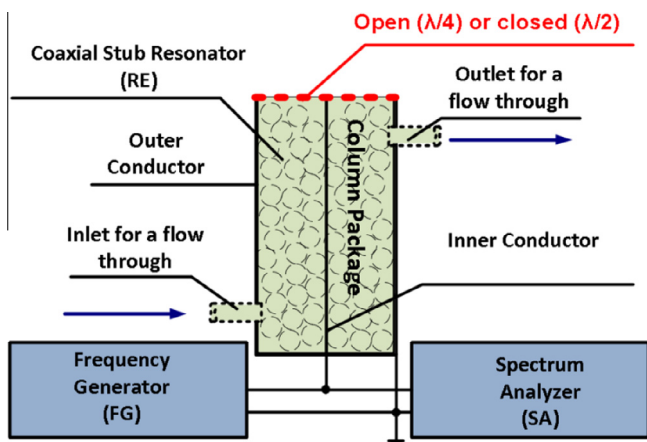 Open (λ/4) or closed (λ/2)
Coaxial Stub Resonator
(RE)
Outlet for a
flow through
Outer
Conductor
Column Package
Inlet for a flow
through
Inner Conductor
Frequency
Generator
(FG)
Spectrum
Analyzer
(SA)